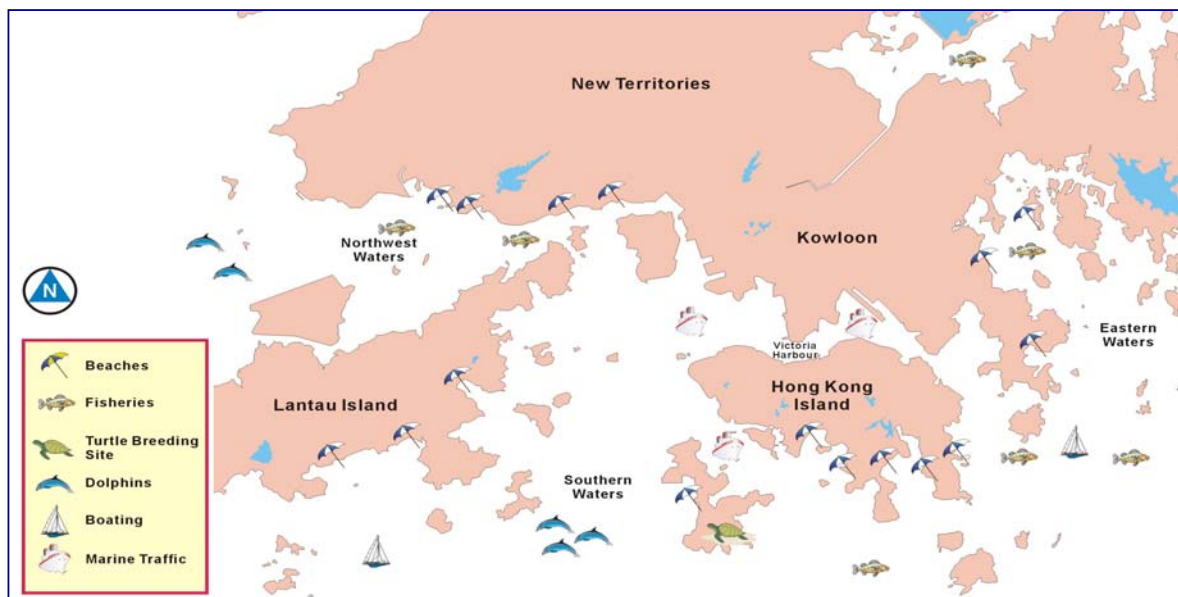 New Territories
Kowloon
Northwest
Waters
N
Eastern
Waters
Victoria
Harbour
Hong Kong
Island
Lantau Island
Southern
Waters
Beaches
Fisheries
Turtle Breeding
Site
Dolphins
Boating
Marine Traffic